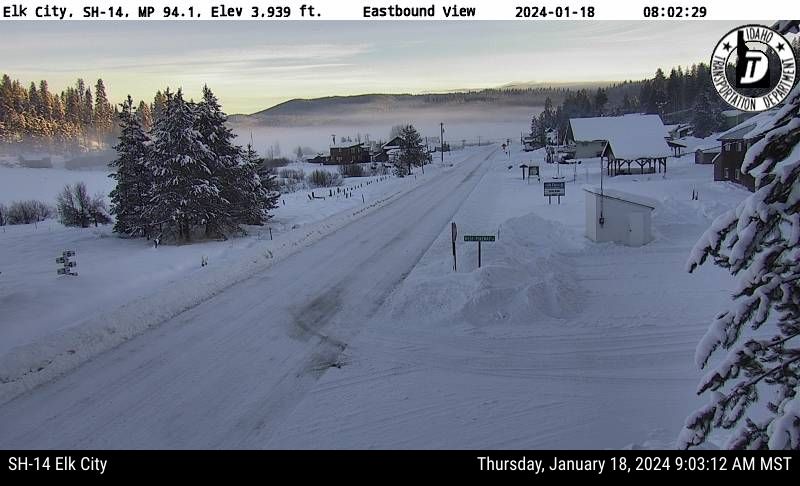 Elk City, SH-14, MP 94.1, Elev 3,939 ft. Eastbound View 2024-01-18 08:02:29
IDAHO
TRANSPORTATION DEPARTMENT
SH-14 Elk City Thursday, January 18, 2024 9:03:12 AM MST